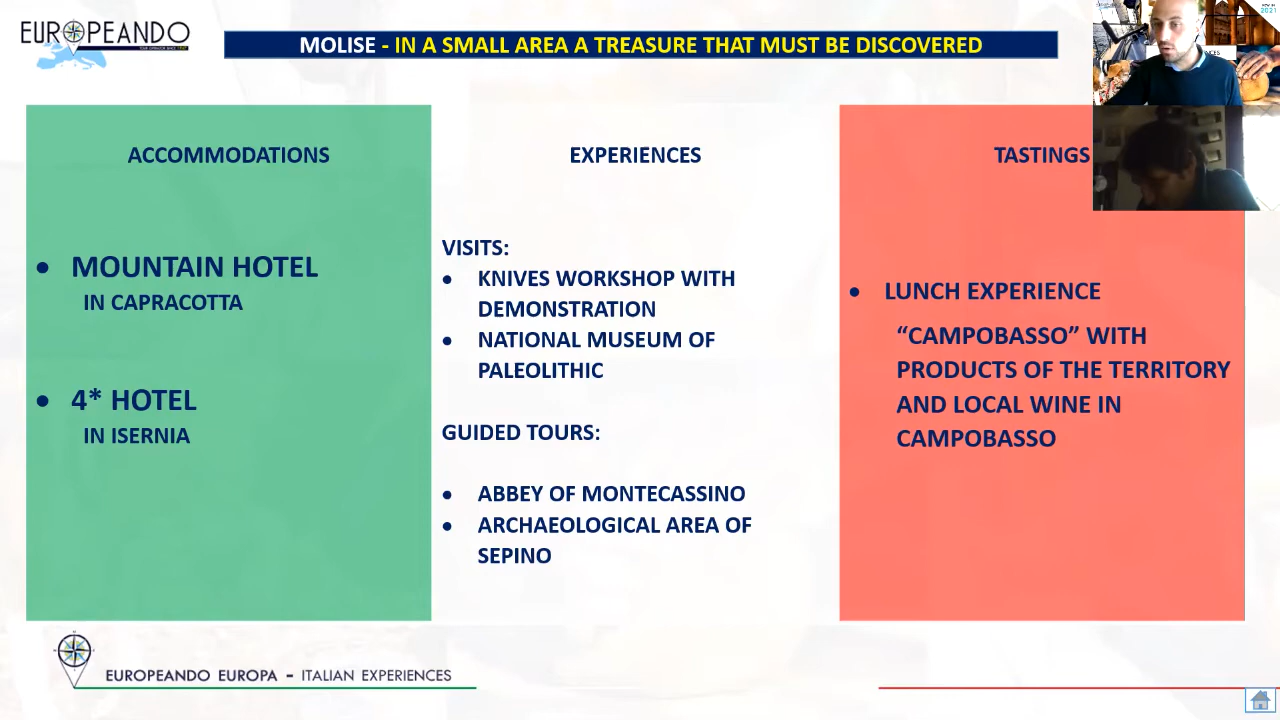 EUROPEANDO
MOLISE - IN A SMALL AREA A TREASURE THAT MUST BE DISCOVERED
2021
ACCOMMODATIONS
• MOUNTAIN HOTEL
IN CAPRACOTTA
• 4* HOTEL
IN ISERNIA
EXPERIENCES
VISITS:
• KNIVES WORKSHOP WITH
DEMONSTRATION
• NATIONAL MUSEUM OF
PALEOLITHIC
GUIDED TOURS:
• ABBEY OF MONTECASSINO
• ARCHAEOLOGICAL AREA OF
SEPINO
TASTINGS
• LUNCH EXPERIENCE
“CAMPOBASSO” WITH
PRODUCTS OF THE TERRITORY
AND LOCAL WINE IN
CAMPOBASSO
EUROPEANDO EUROPA – ITALIAN EXPERIENCES